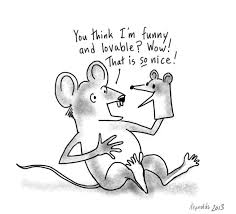 You think I'm funny
and lovable? Wow!
That is so nice!
Reynolds 2013